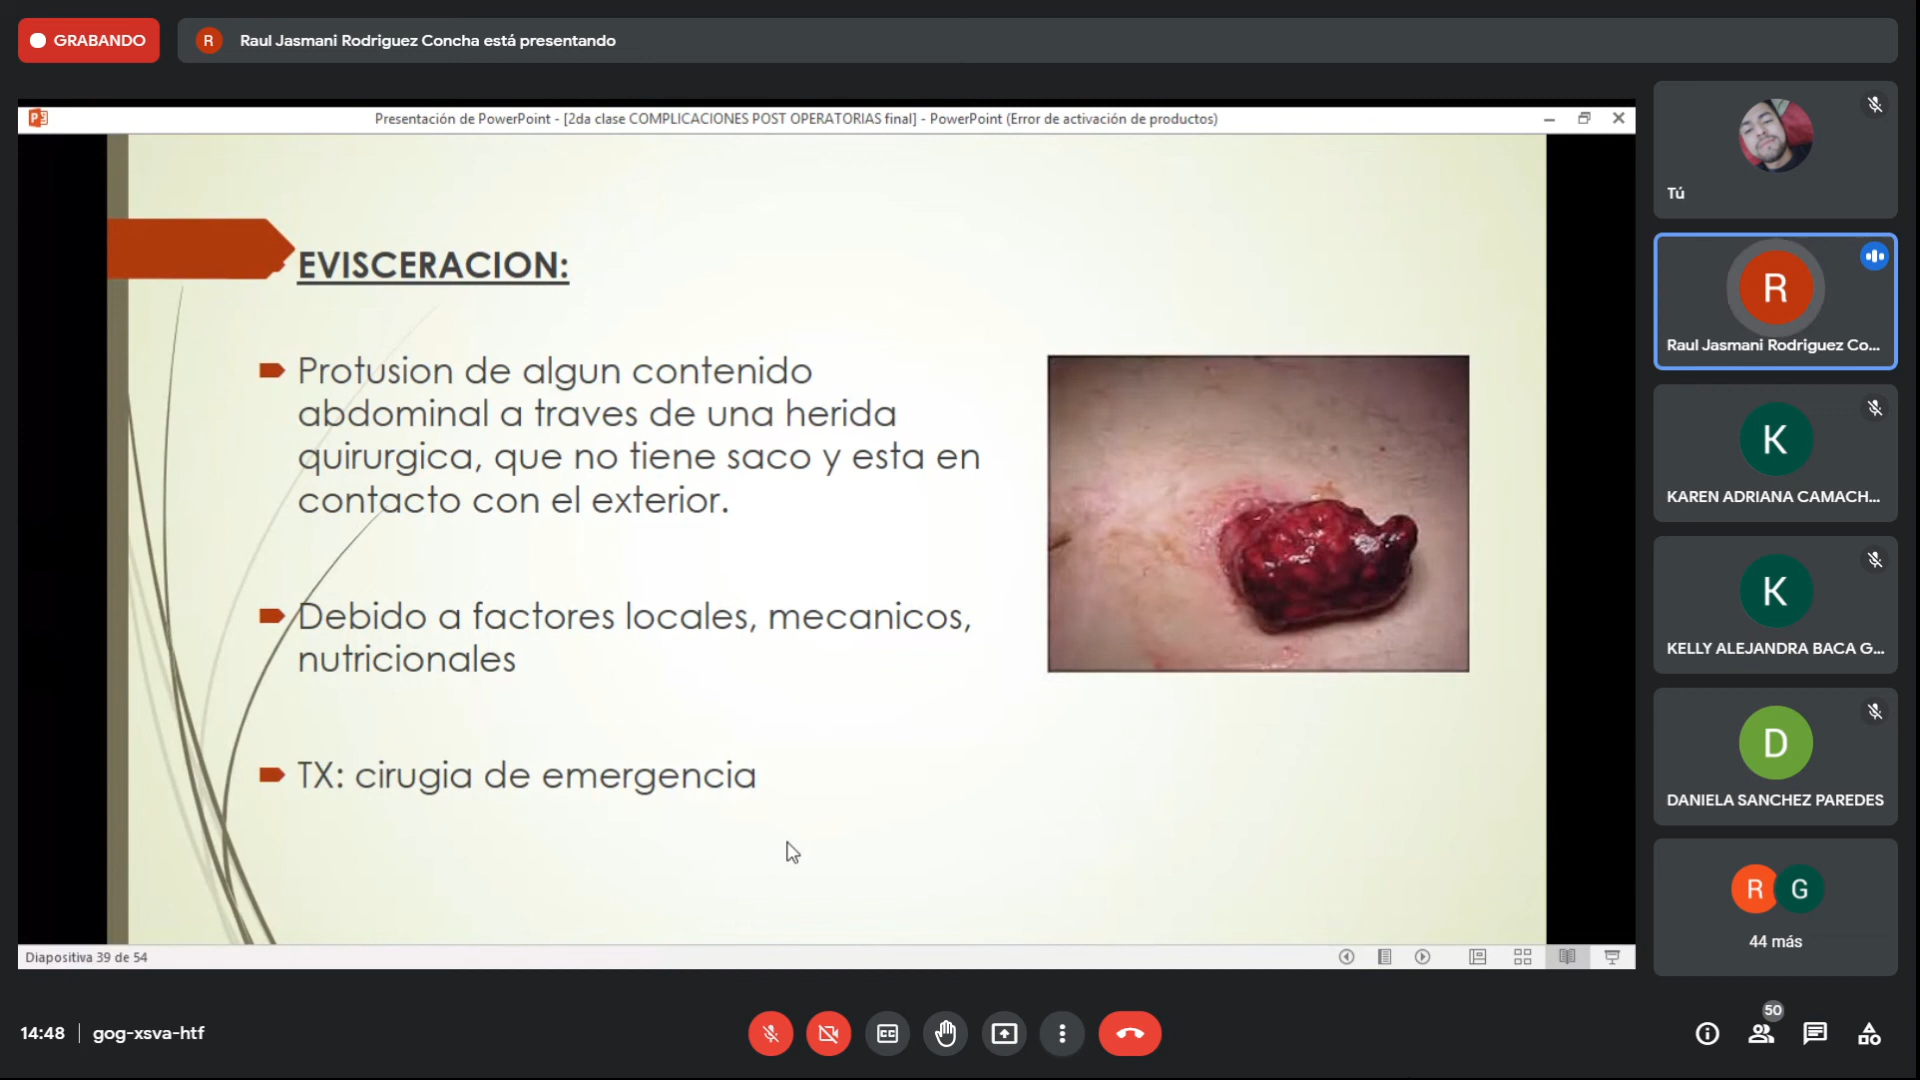 GRABANDO
R
Raul Jasmani Rodriguez Concha está presentando
Presentación de PowerPoint - [2da clase COMPLICACIONES POST OPERATORIAS final] - PowerPoint (Error de activación de productos)
EVISCERACION:
Protusion de algun contenido
abdominal a traves de una herida
quirurgica, que no tiene saco y esta en
contacto con el exterior.
Debido a factores locales, mecanicos,
nutricionales
TX: cirugia de emergencia
Diapositiva 39 de 54
Tú
R
Raul Jasmani Rodriguez Co...
K
KAREN ADRIANA CAMACH...
K
KELLY ALEJANDRA BACA G...
D
DANIELA SANCHEZ PAREDES
R G
44 más
14:48 | gog-xsva-htf
CC
50